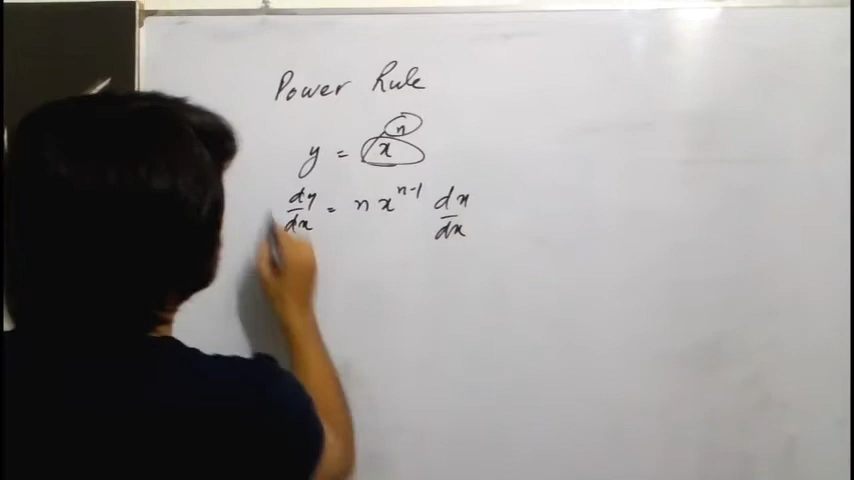 Power Rule
y = x^n
dy/dx = n x^{n-1} dx/dx